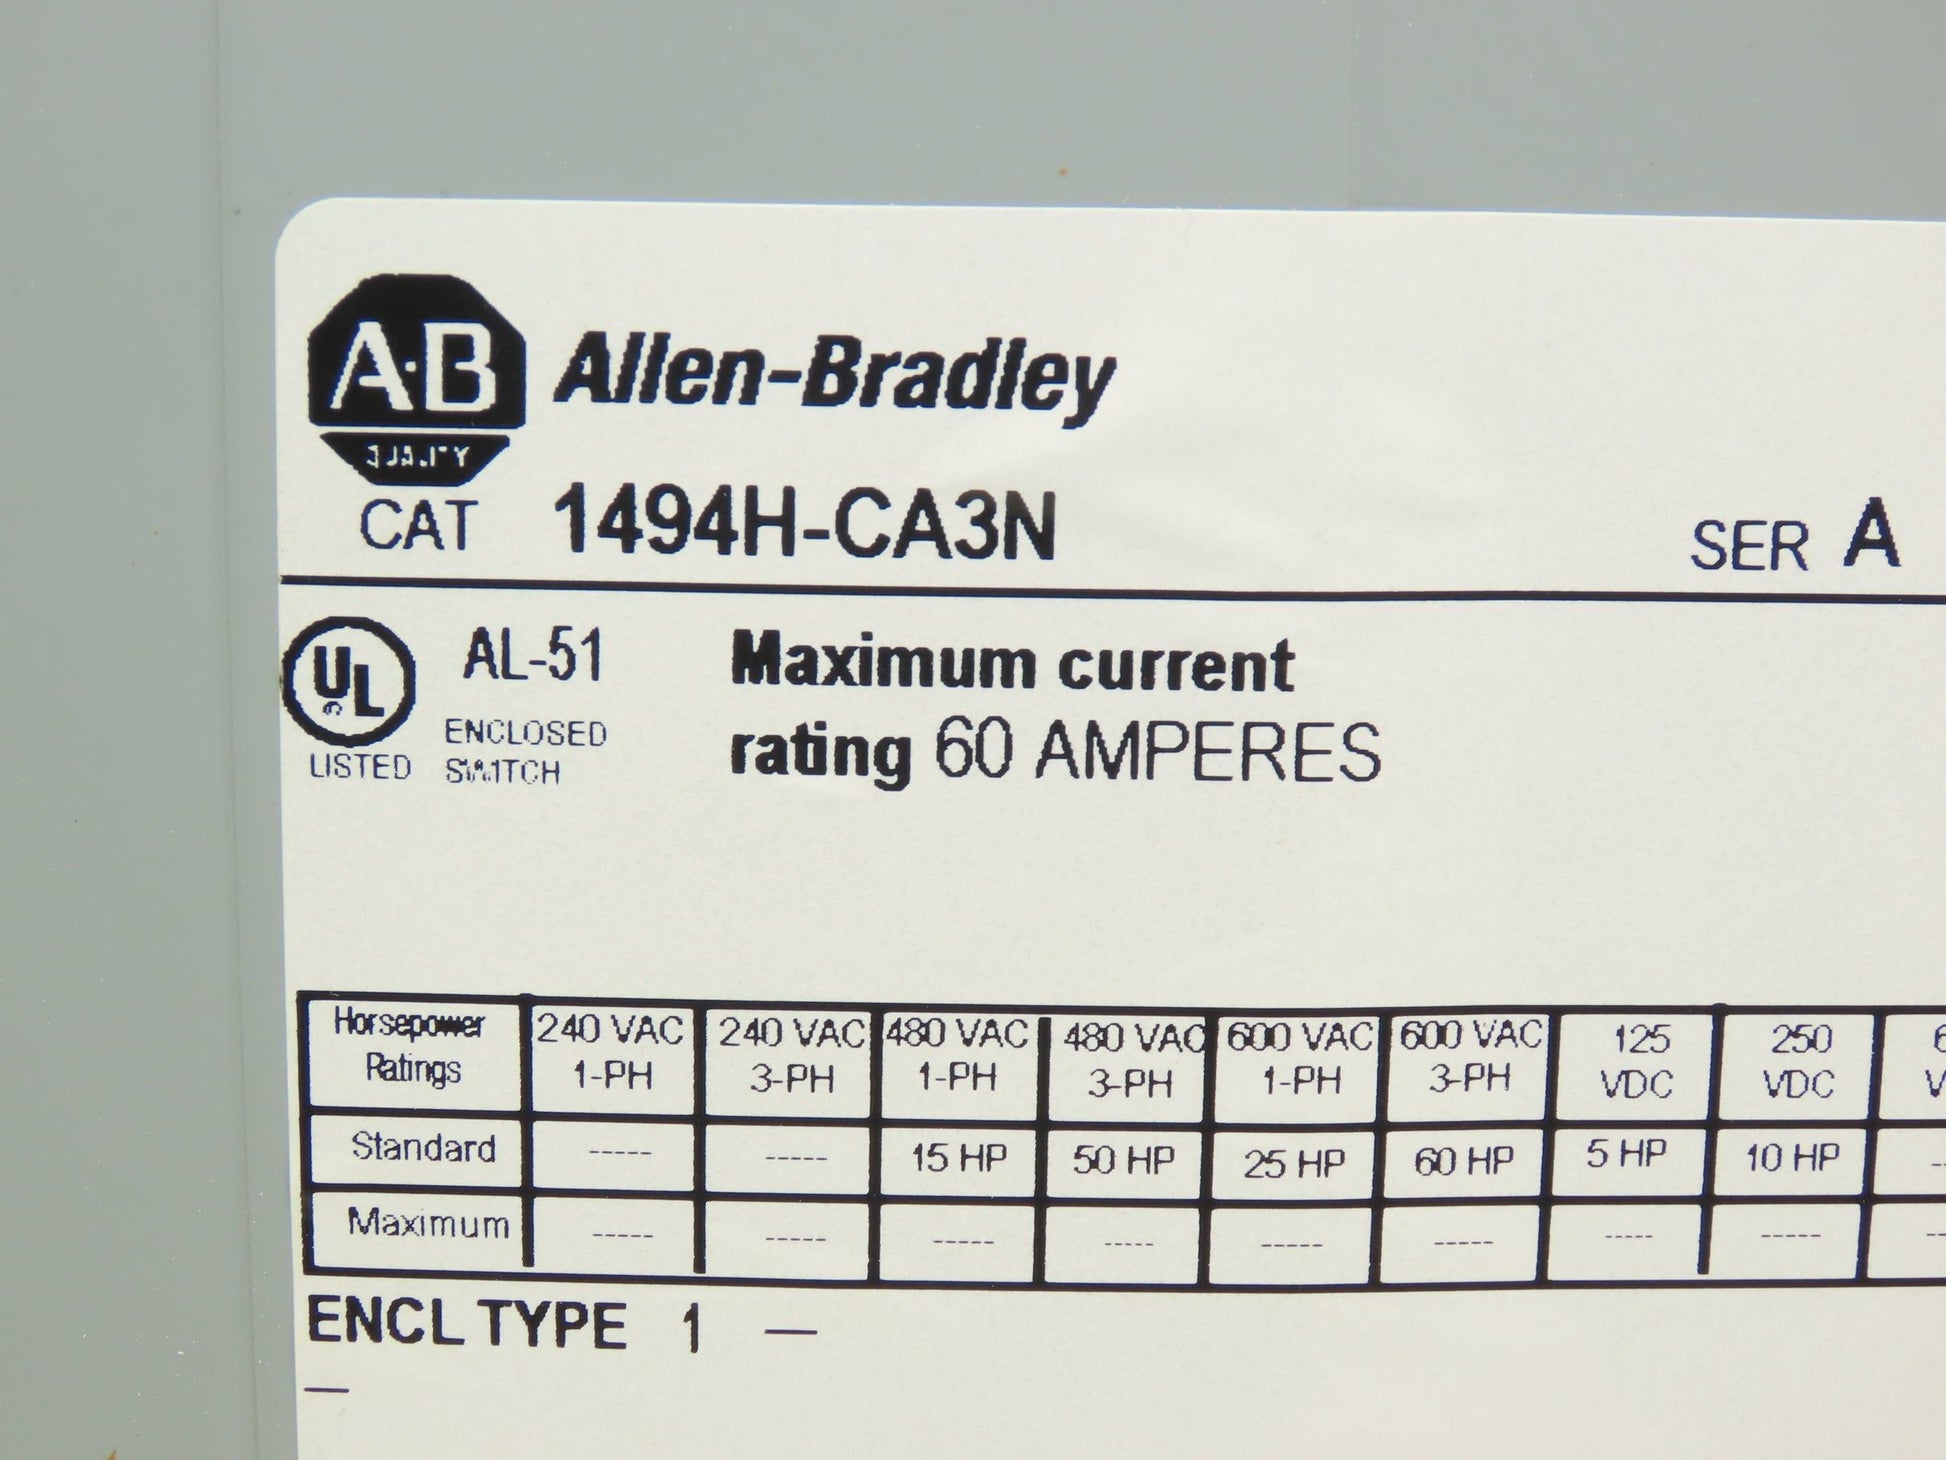 A·B Allen-Bradley
QUALITY
CAT 1494H-CA3N SER A
UL AL-51 Maximum current
LISTED ENCLOSED SWITCH rating 60 AMPERES
Horsepower Ratings 240 VAC 1-PH 240 VAC 3-PH 480 VAC 1-PH 480 VAC 3-PH 600 VAC 1-PH 600 VAC 3-PH 125 VDC 250 VDC
Standard ----- ----- 15 HP 50 HP 25 HP 60 HP 5 HP 10 HP
Maximum ----- ----- ----- ----- ----- ----- ----- -----
ENCL TYPE 1 —
—